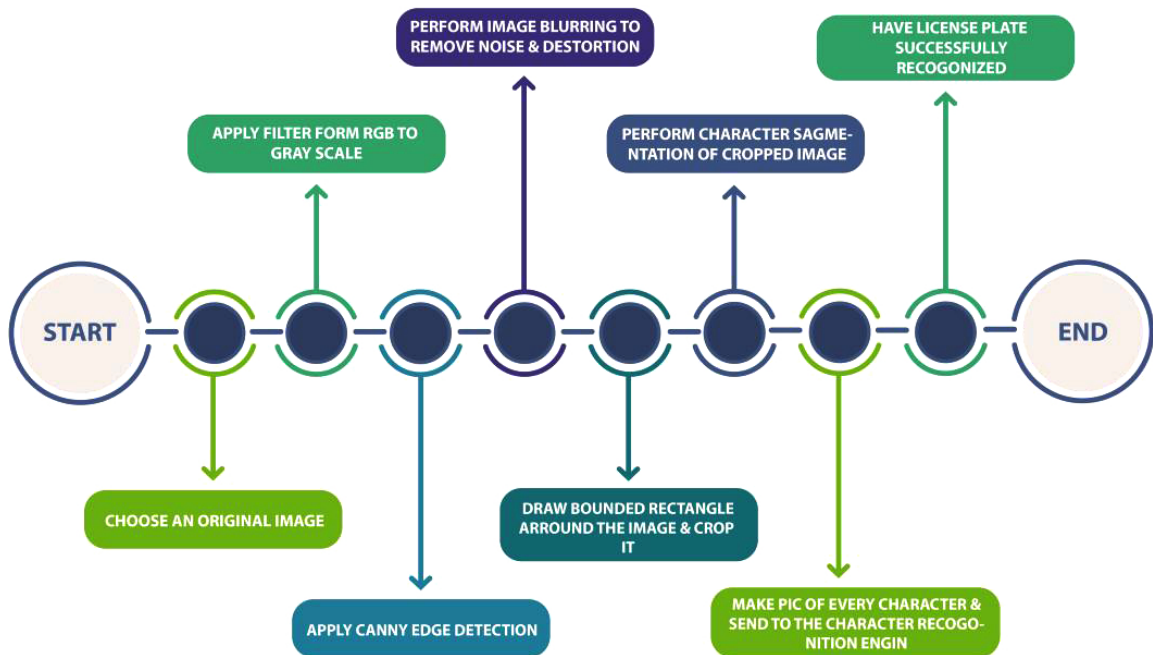 START
CHOOSE AN ORIGINAL IMAGE
APPLY FILTER FORM RGB TO
GRAY SCALE
APPLY CANNY EDGE DETECTION
PERFORM IMAGE BLURRING TO
REMOVE NOISE & DESTORTION
DRAW BOUNDED RECTANGLE
ARROUND THE IMAGE & CROP
IT
PERFORM CHARACTER SAGME-
NTATION OF CROPPED IMAGE
MAKE PIC OF EVERY CHARACTER &
SEND TO THE CHARACTER RECOGO-
NITION ENGIN
HAVE LICENSE PLATE
SUCCESSFULLY
RECOGONIZED
END